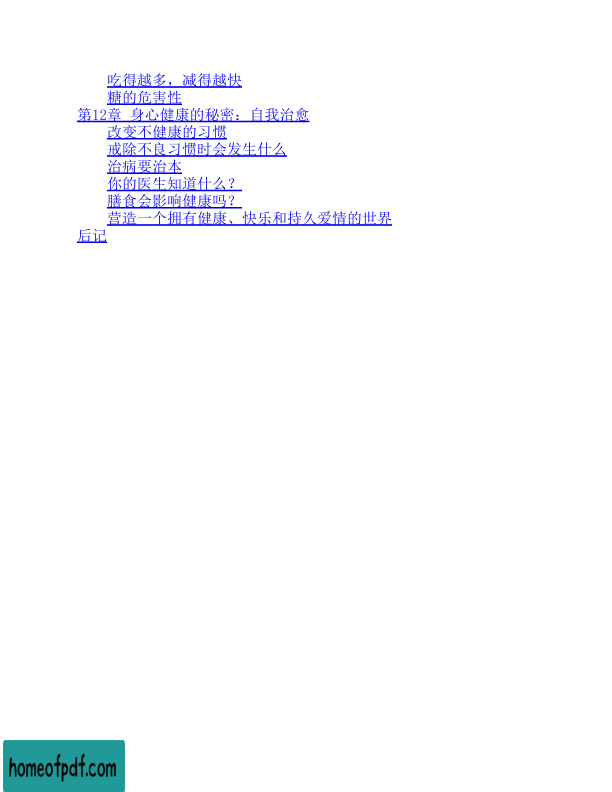 吃得越多，减得越快
糖的危害性
第12章 身心健康的秘密：自我治愈
改变不健康的习惯
戒除不良习惯时会发生什么
治病要治本
你的医生知道什么？
膳食会影响健康吗？
营造一个拥有健康、快乐和持久爱情的世界
后记
homeofpdf.com